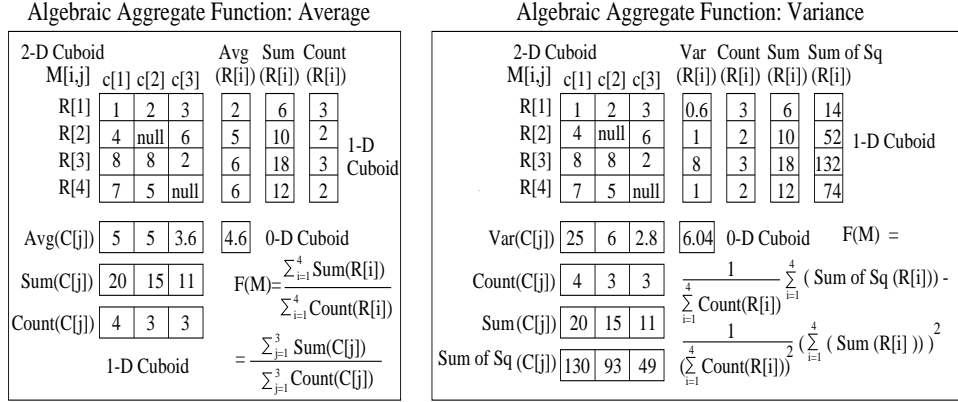 Algebraic Aggregate Function: Average
2-D Cuboid Avg Sum Count
M[i,j] c[1] c[2] c[3] (R[i]) (R[i]) (R[i])
R[1] 1 2 3 2 6 3
R[2] 4 null 6 5 10 2
R[3] 8 8 2 6 18 3
R[4] 7 5 null 6 12 2
1-D
Cuboid
Avg(C[j]) 5 5 3.6 4.6 0-D Cuboid
Sum(C[j]) 20 15 11
Count(C[j]) 4 3 3
1-D Cuboid
F(M)= ∑⁴ᵢ₌₁ Sum(R[i])
∑⁴ᵢ₌₁ Count(R[i])
= ∑³ⱼ₌₁ Sum(C[j])
∑³ⱼ₌₁ Count(C[j])
Algebraic Aggregate Function: Variance
2-D Cuboid Var Count Sum Sum of Sq
M[i,j] c[1] c[2] c[3] (R[i]) (R[i]) (R[i]) (R[i])
R[1] 1 2 3 0.6 3 6 14
R[2] 4 null 6 1 2 10 52
R[3] 8 8 2 8 3 18 132
R[4] 7 5 null 1 2 12 74
1-D Cuboid
Var(C[j]) 25 6 2.8 6.04 0-D Cuboid F(M) =
Count(C[j]) 4 3 3
Sum(C[j]) 20 15 11
Sum of Sq (C[j]) 130 93 49
1 ∑⁴ᵢ₌₁ ( Sum of Sq (R[i])) -
∑⁴ᵢ₌₁ Count(R[i])
1 ( ∑⁴ᵢ₌₁ ( Sum (R[i] )) )²
(∑⁴ᵢ₌₁ Count(R[i]))²